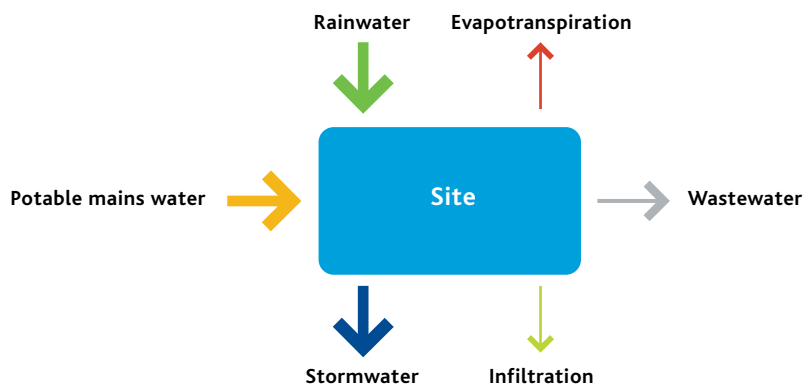 Rainwater
Evapotranspiration
Potable mains water
Site
Wastewater
Stormwater
Infiltration